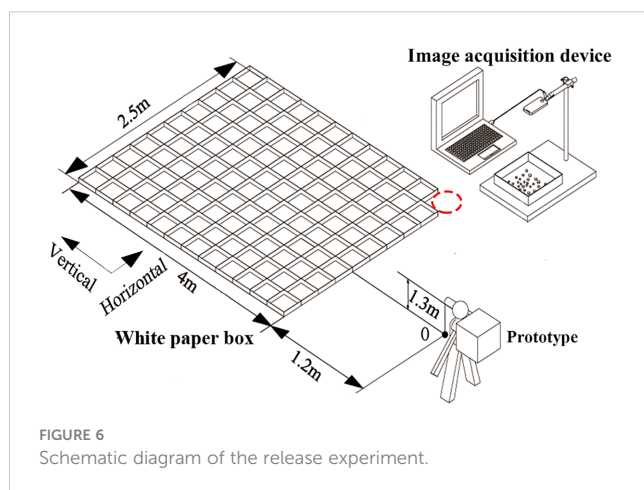 Image acquisition device
2.5m
Vertical
Horizontal
4m
White paper box
1.2m
1.3m
0
Prototype
FIGURE 6
Schematic diagram of the release experiment.